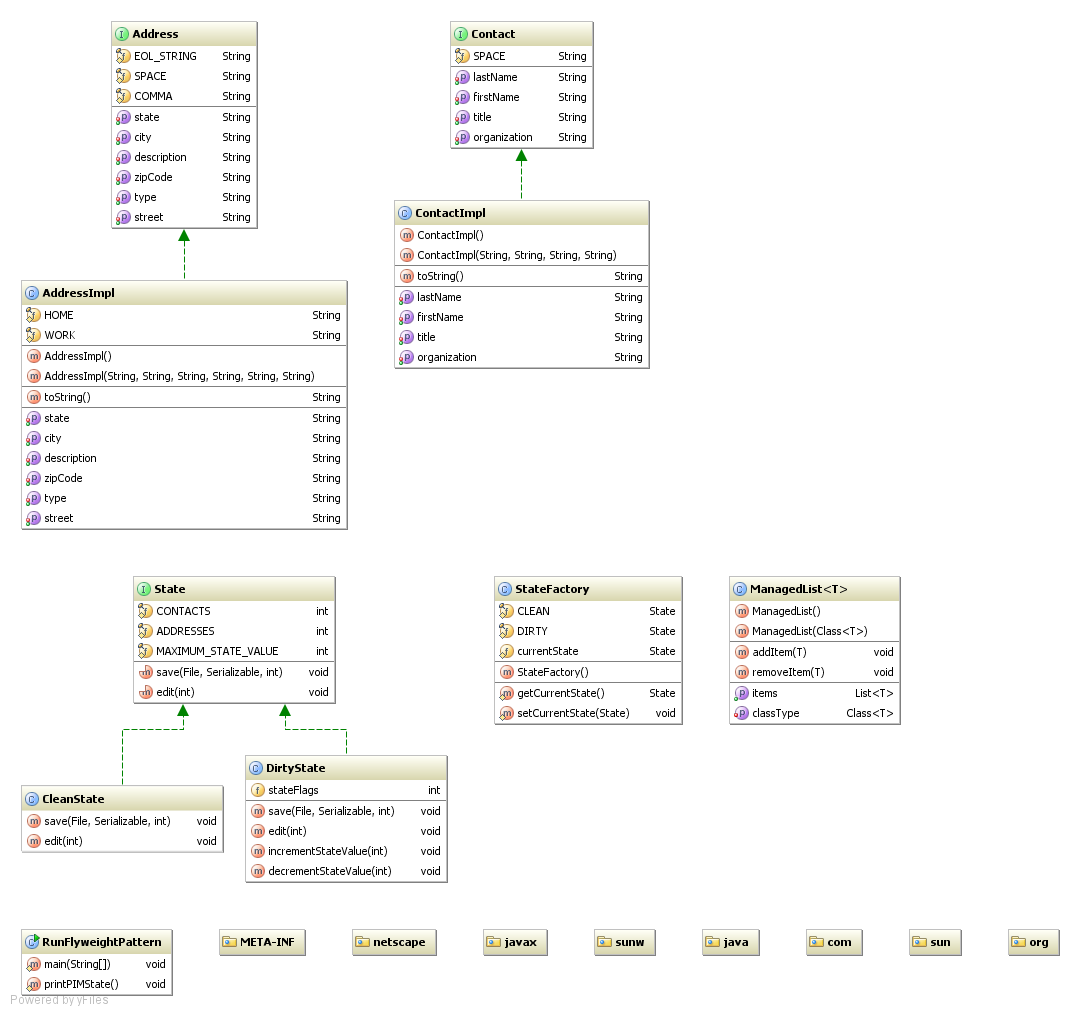 Address
EOL_STRING String
SPACE String
COMMA String
state String
city String
description String
zipCode String
type String
street String
Contact
SPACE String
lastName String
firstName String
title String
organization String
ContactImpl
ContactImpl()
ContactImpl(String, String, String, String)
toString() String
lastName String
firstName String
title String
organization String
AddressImpl
HOME String
WORK String
AddressImpl()
AddressImpl(String, String, String, String, String, String)
toString() String
state String
city String
description String
zipCode String
type String
street String
State
CONTACTS int
ADDRESSES int
MAXIMUM_STATE_VALUE int
save(File, Serializable, int) void
edit(int) void
StateFactory
CLEAN State
DIRTY State
currentState State
StateFactory()
getCurrentState() State
setCurrentState(State) void
ManagedList<T>
ManagedList()
ManagedList(Class<T>)
addItem(T) void
removeItem(T) void
items List<T>
classType Class<T>
CleanState
save(File, Serializable, int) void
edit(int) void
DirtyState
stateFlags int
save(File, Serializable, int) void
edit(int) void
incrementStateValue(int) void
decrementStateValue(int) void
RunFlyweightPattern
main(String[]) void
printPIMState() void
META-INF
netscape
javax
sunw
java
com
sun
org
Powered by yFiles